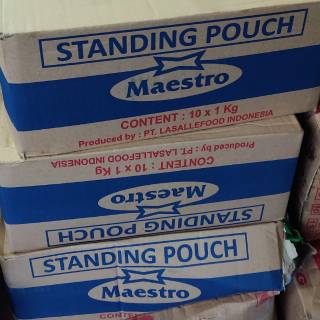 STANDING POUCH
Maestro
CONTENT : 10 x 1 Kg
Produced by : PT. LASALLEFOOD INDONESIA
Produced by : PT. LASALLEFOOD INDONESIA
CONTENT : 10 x 1 Kg
Maestro
STANDING POUCH
STANDING POUCH
Maestro